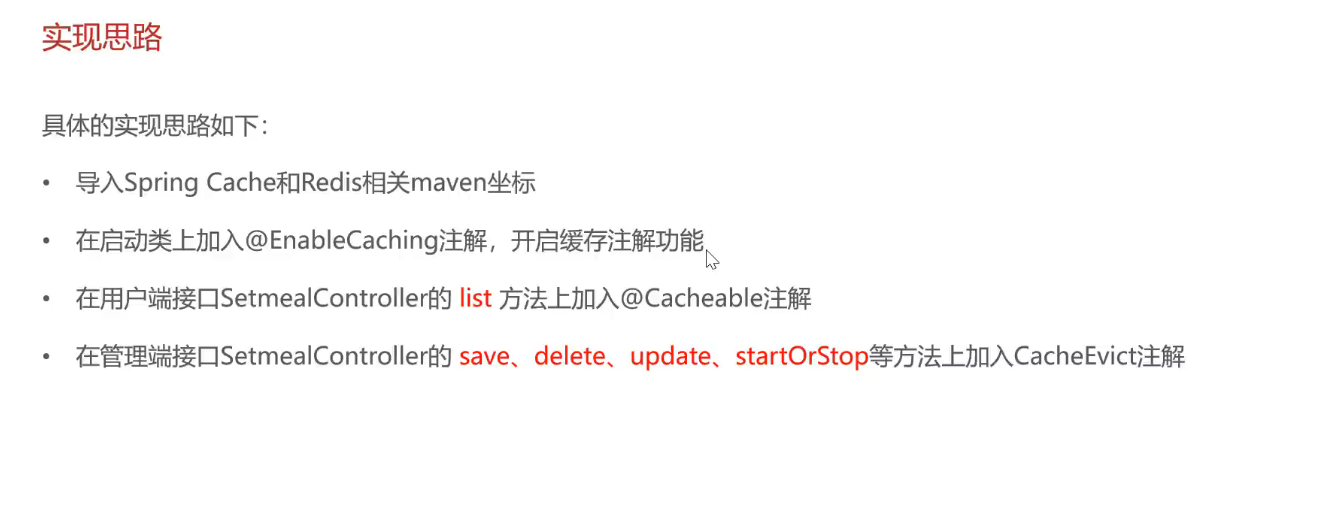 实现思路
具体的实现思路如下：
• 导入Spring Cache和Redis相关maven坐标
• 在启动类上加入@EnableCaching注解，开启缓存注解功能
• 在用户端接口SetmealController的 list 方法上加入@Cacheable注解
• 在管理端接口SetmealController的 save、delete、update、startOrStop等方法上加入CacheEvict注解